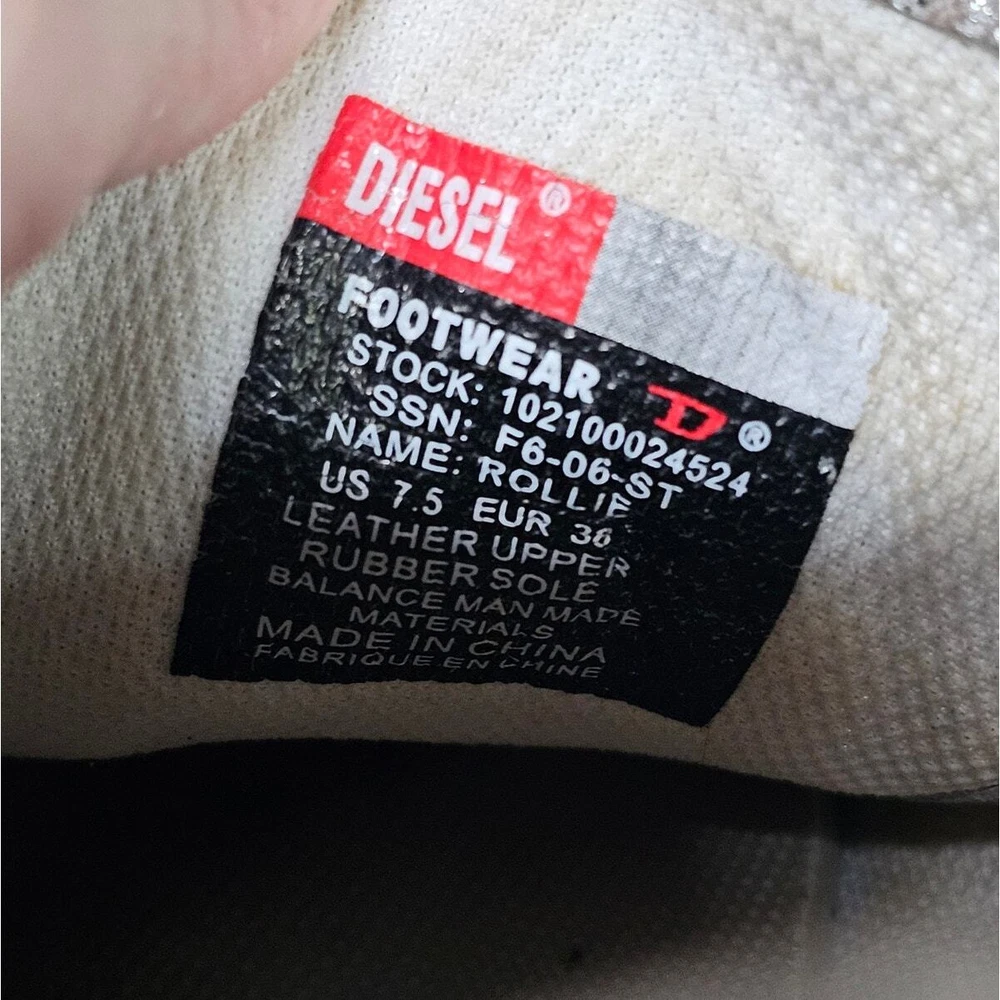 DIESEL®
FOOTWEAR
D®
STOCK: 102100024524
SSN: F6-06-ST
NAME: ROLLIE
US 7.5 EUR 38
LEATHER UPPER
RUBBER SOLE
BALANCE MAN MADE
MATERIALS
MADE IN CHINA
FABRIQUE EN CHINE